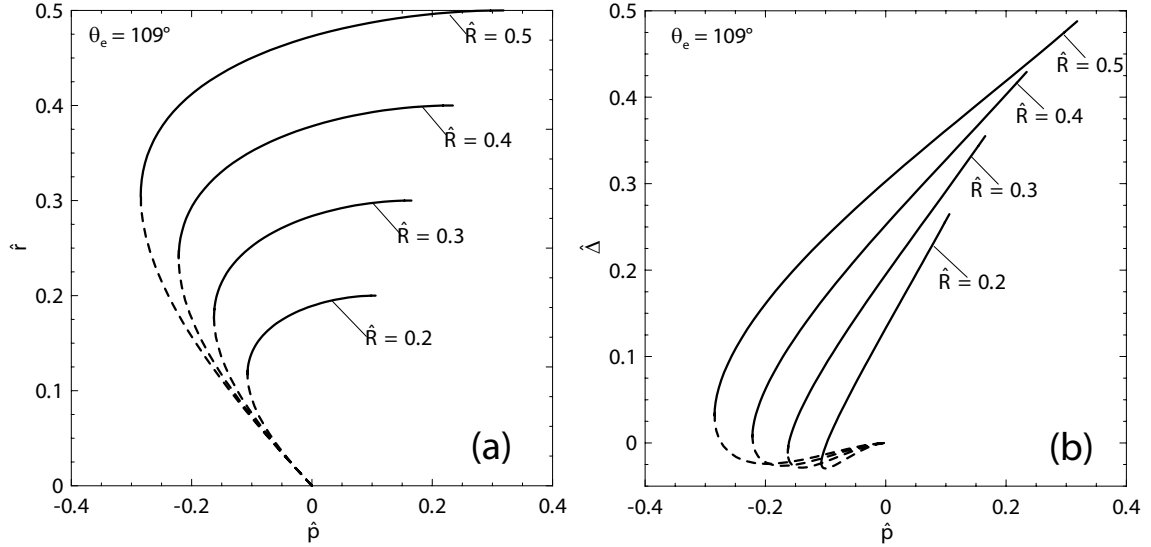 0.5
0.4
0.3
0.2
0.1
0
-0.4
-0.2
0
0.2
0.4
r̂
p̂
θe = 109°
R̂ = 0.5
R̂ = 0.4
R̂ = 0.3
R̂ = 0.2
(a)
0.5
0.4
0.3
0.2
0.1
0
-0.4
-0.2
0
0.2
0.4
Δ̂
p̂
θe = 109°
R̂ = 0.5
R̂ = 0.4
R̂ = 0.3
R̂ = 0.2
(b)